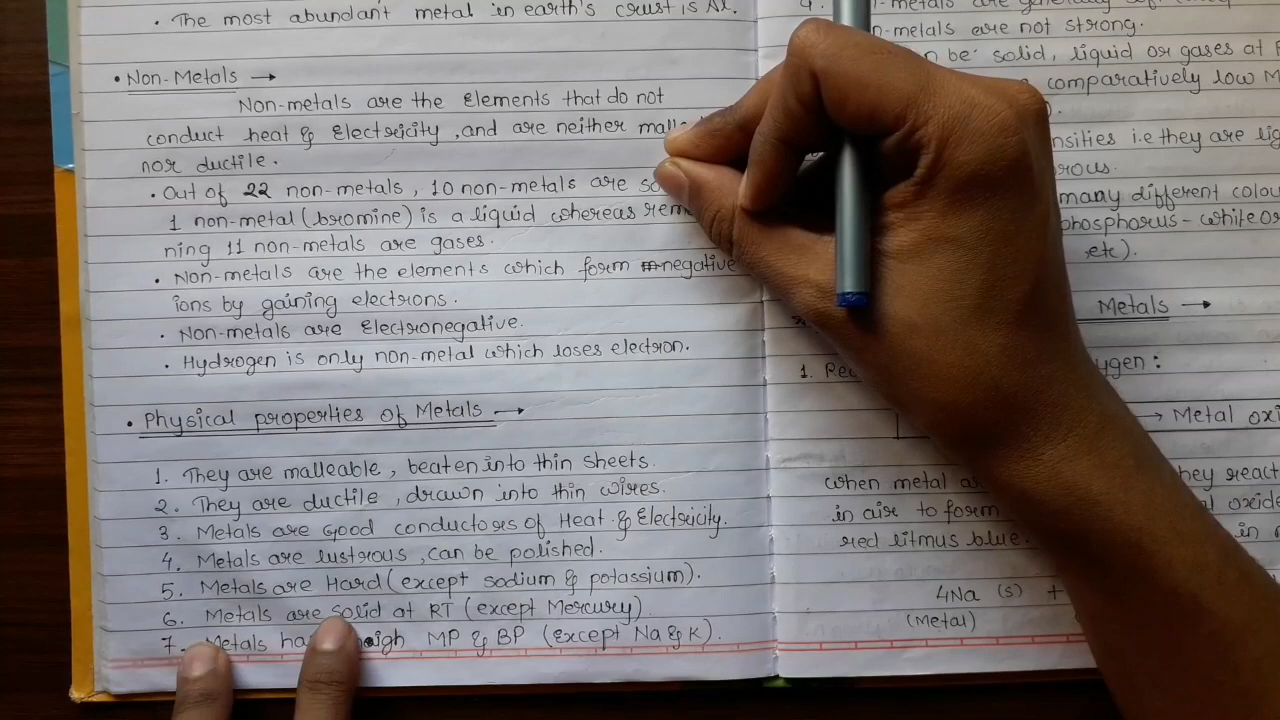 • The most abundant metal in earth's crust is Al.
• Non-Metals →
Non-metals are the Elements that do not
conduct heat & Electricity, and are neither
nor ductile.
• Out of 22 non-metals, 10 non-metals are
1 non-metal (bromine) is a liquid whereas
ning 11 non-metals are gases.
• Non-metals are the elements which form negative
ions by gaining electrons.
• Non-metals are Electronegative.
• Hydrogen is only non-metal which loses electron.
• Physical properties of Metals →
1. They are malleable, beaten into thin sheets.
2. They are ductile, drawn into thin wires.
3. Metals are Good conductors of Heat & Electricity.
4. Metals are lustrous, can be polished.
5. Metals are Hard (except sodium & potassium).
6. Metals are solid at RT (except Mercury)
7. Metals MP & BP (Except Na & K).
are not strong.
be solid, liquid or gases at
comparatively low
i.e they are
many different
phosphorus - white
etc).
Metals →
1.
→ Metal
when metal
in air to form
red litmus blue.
in
4Na (s) +
(Metal)